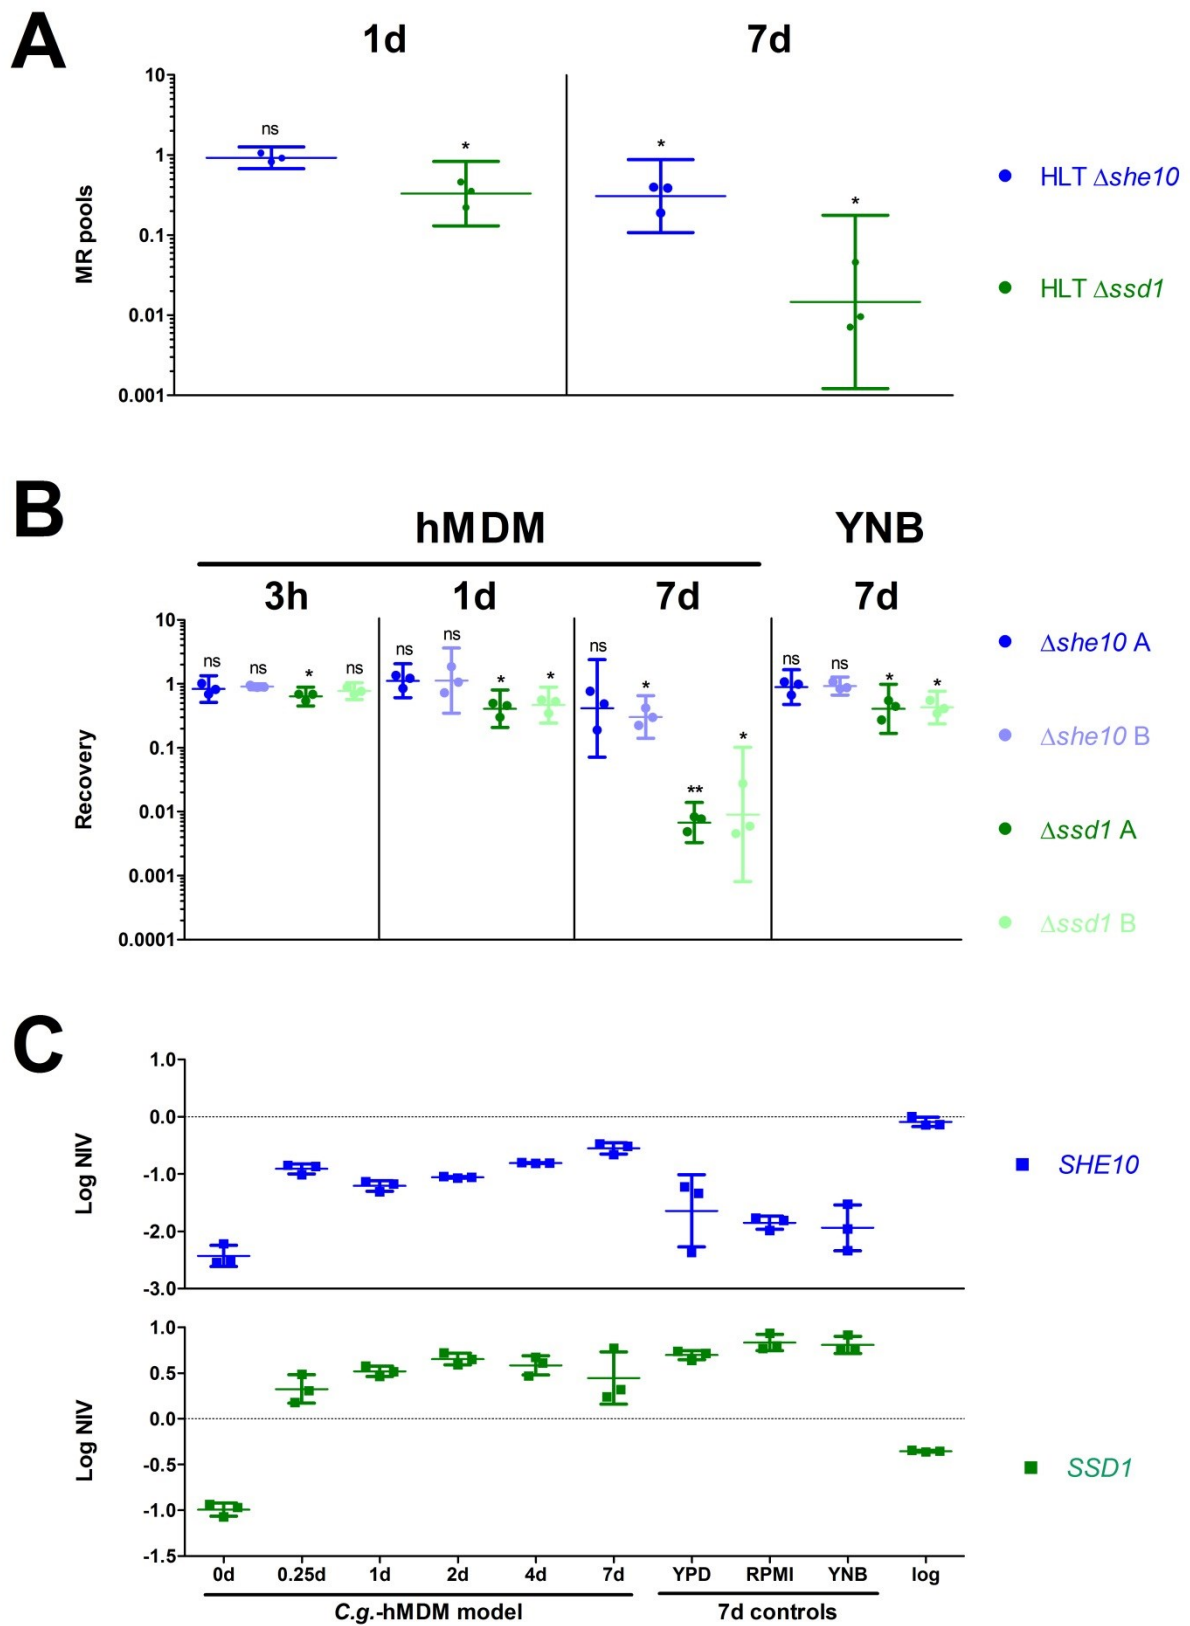 A
1d
7d
10
1
0.1
0.01
0.001
MR pools
ns
*
*
*
HLT Δshe10
HLT Δssd1
B
hMDM
YNB
3h
1d
7d
7d
10
1
0.1
0.01
0.001
0.0001
Recovery
ns
ns
*
ns
ns
ns
*
*
ns
*
**
*
ns
ns
*
*
Δshe10 A
Δshe10 B
Δssd1 A
Δssd1 B
C
1.0
0.0
-1.0
-2.0
-3.0
Log NIV
SHE10
1.0
0.5
0.0
-0.5
-1.0
-1.5
Log NIV
SSD1
0d
0.25d
1d
2d
4d
7d
YPD
RPMI
YNB
log
C.g.-hMDM model
7d controls